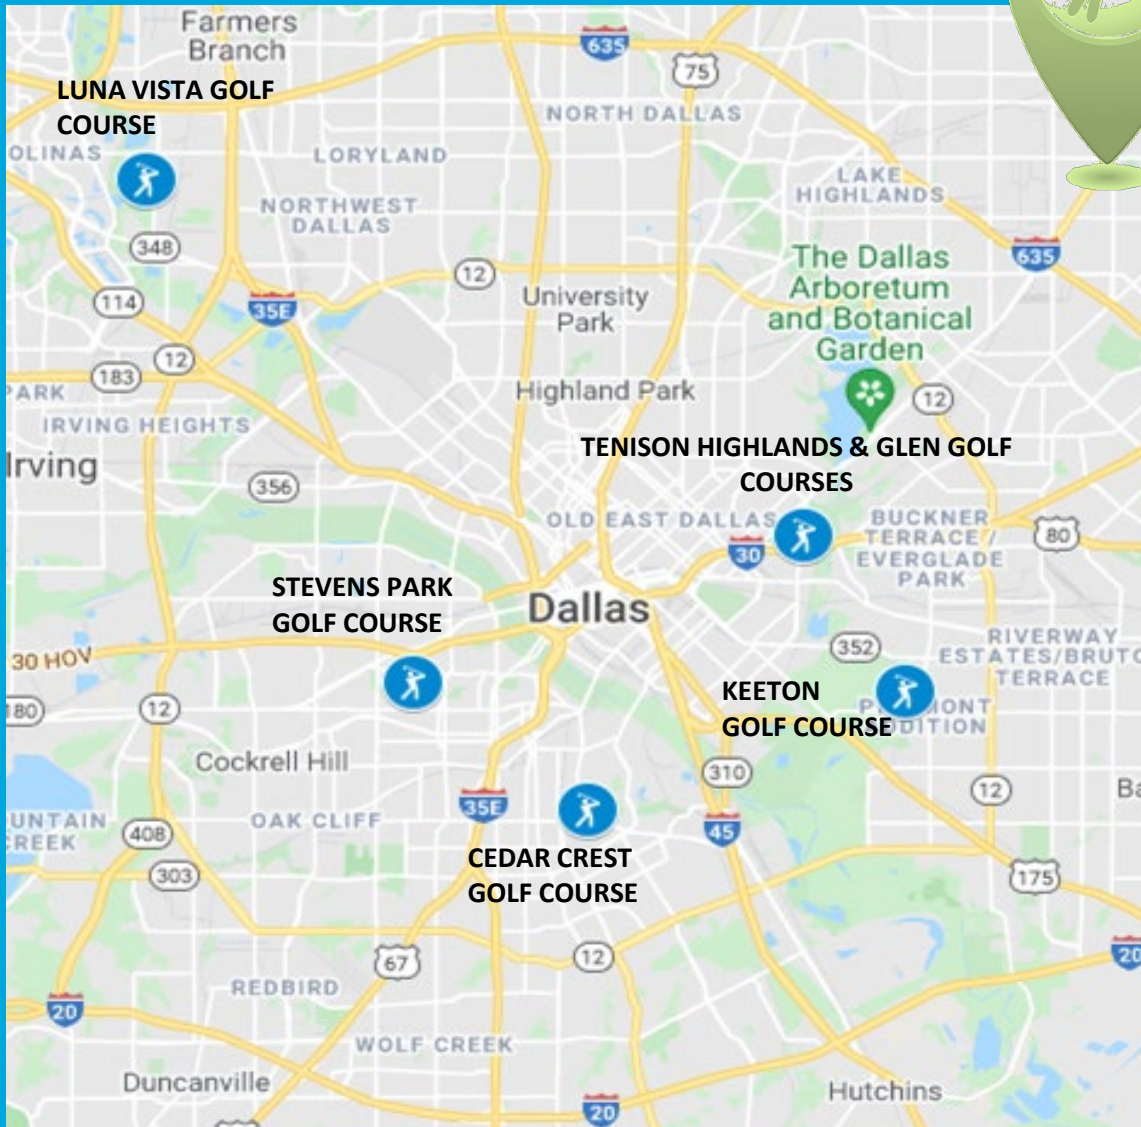 Farmers
Branch
635
75
LUNA VISTA GOLF
COURSE
NORTH DALLAS
OLINAS
LORYLAND
LAKE
HIGHLANDS
NORTHWEST
DALLAS
348
635
The Dallas
Arboretum
and Botanical
Garden
12
114
University
Park
35E
12
183
PARK
Highland Park
12
IRVING HEIGHTS
TENISON HIGHLANDS & GLEN GOLF
COURSES
Irving
356
OLD EAST DALLAS
BUCKNER
TERRACE /
EVERGLADE
PARK
80
30
STEVENS PARK
GOLF COURSE
Dallas
30 HOV
352
RIVERWAY
ESTATES/BRUTO
TERRACE
KEETON
GOLF COURSE
P MONT
DDITION
180
12
Cockrell Hill
310
12
Ba
UNTAIN
CREEK
408
OAK CLIFF
35E
45
CEDAR CREST
GOLF COURSE
303
175
67
12
20
REDBIRD
20
WOLF CREEK
Duncanville
Hutchins
20